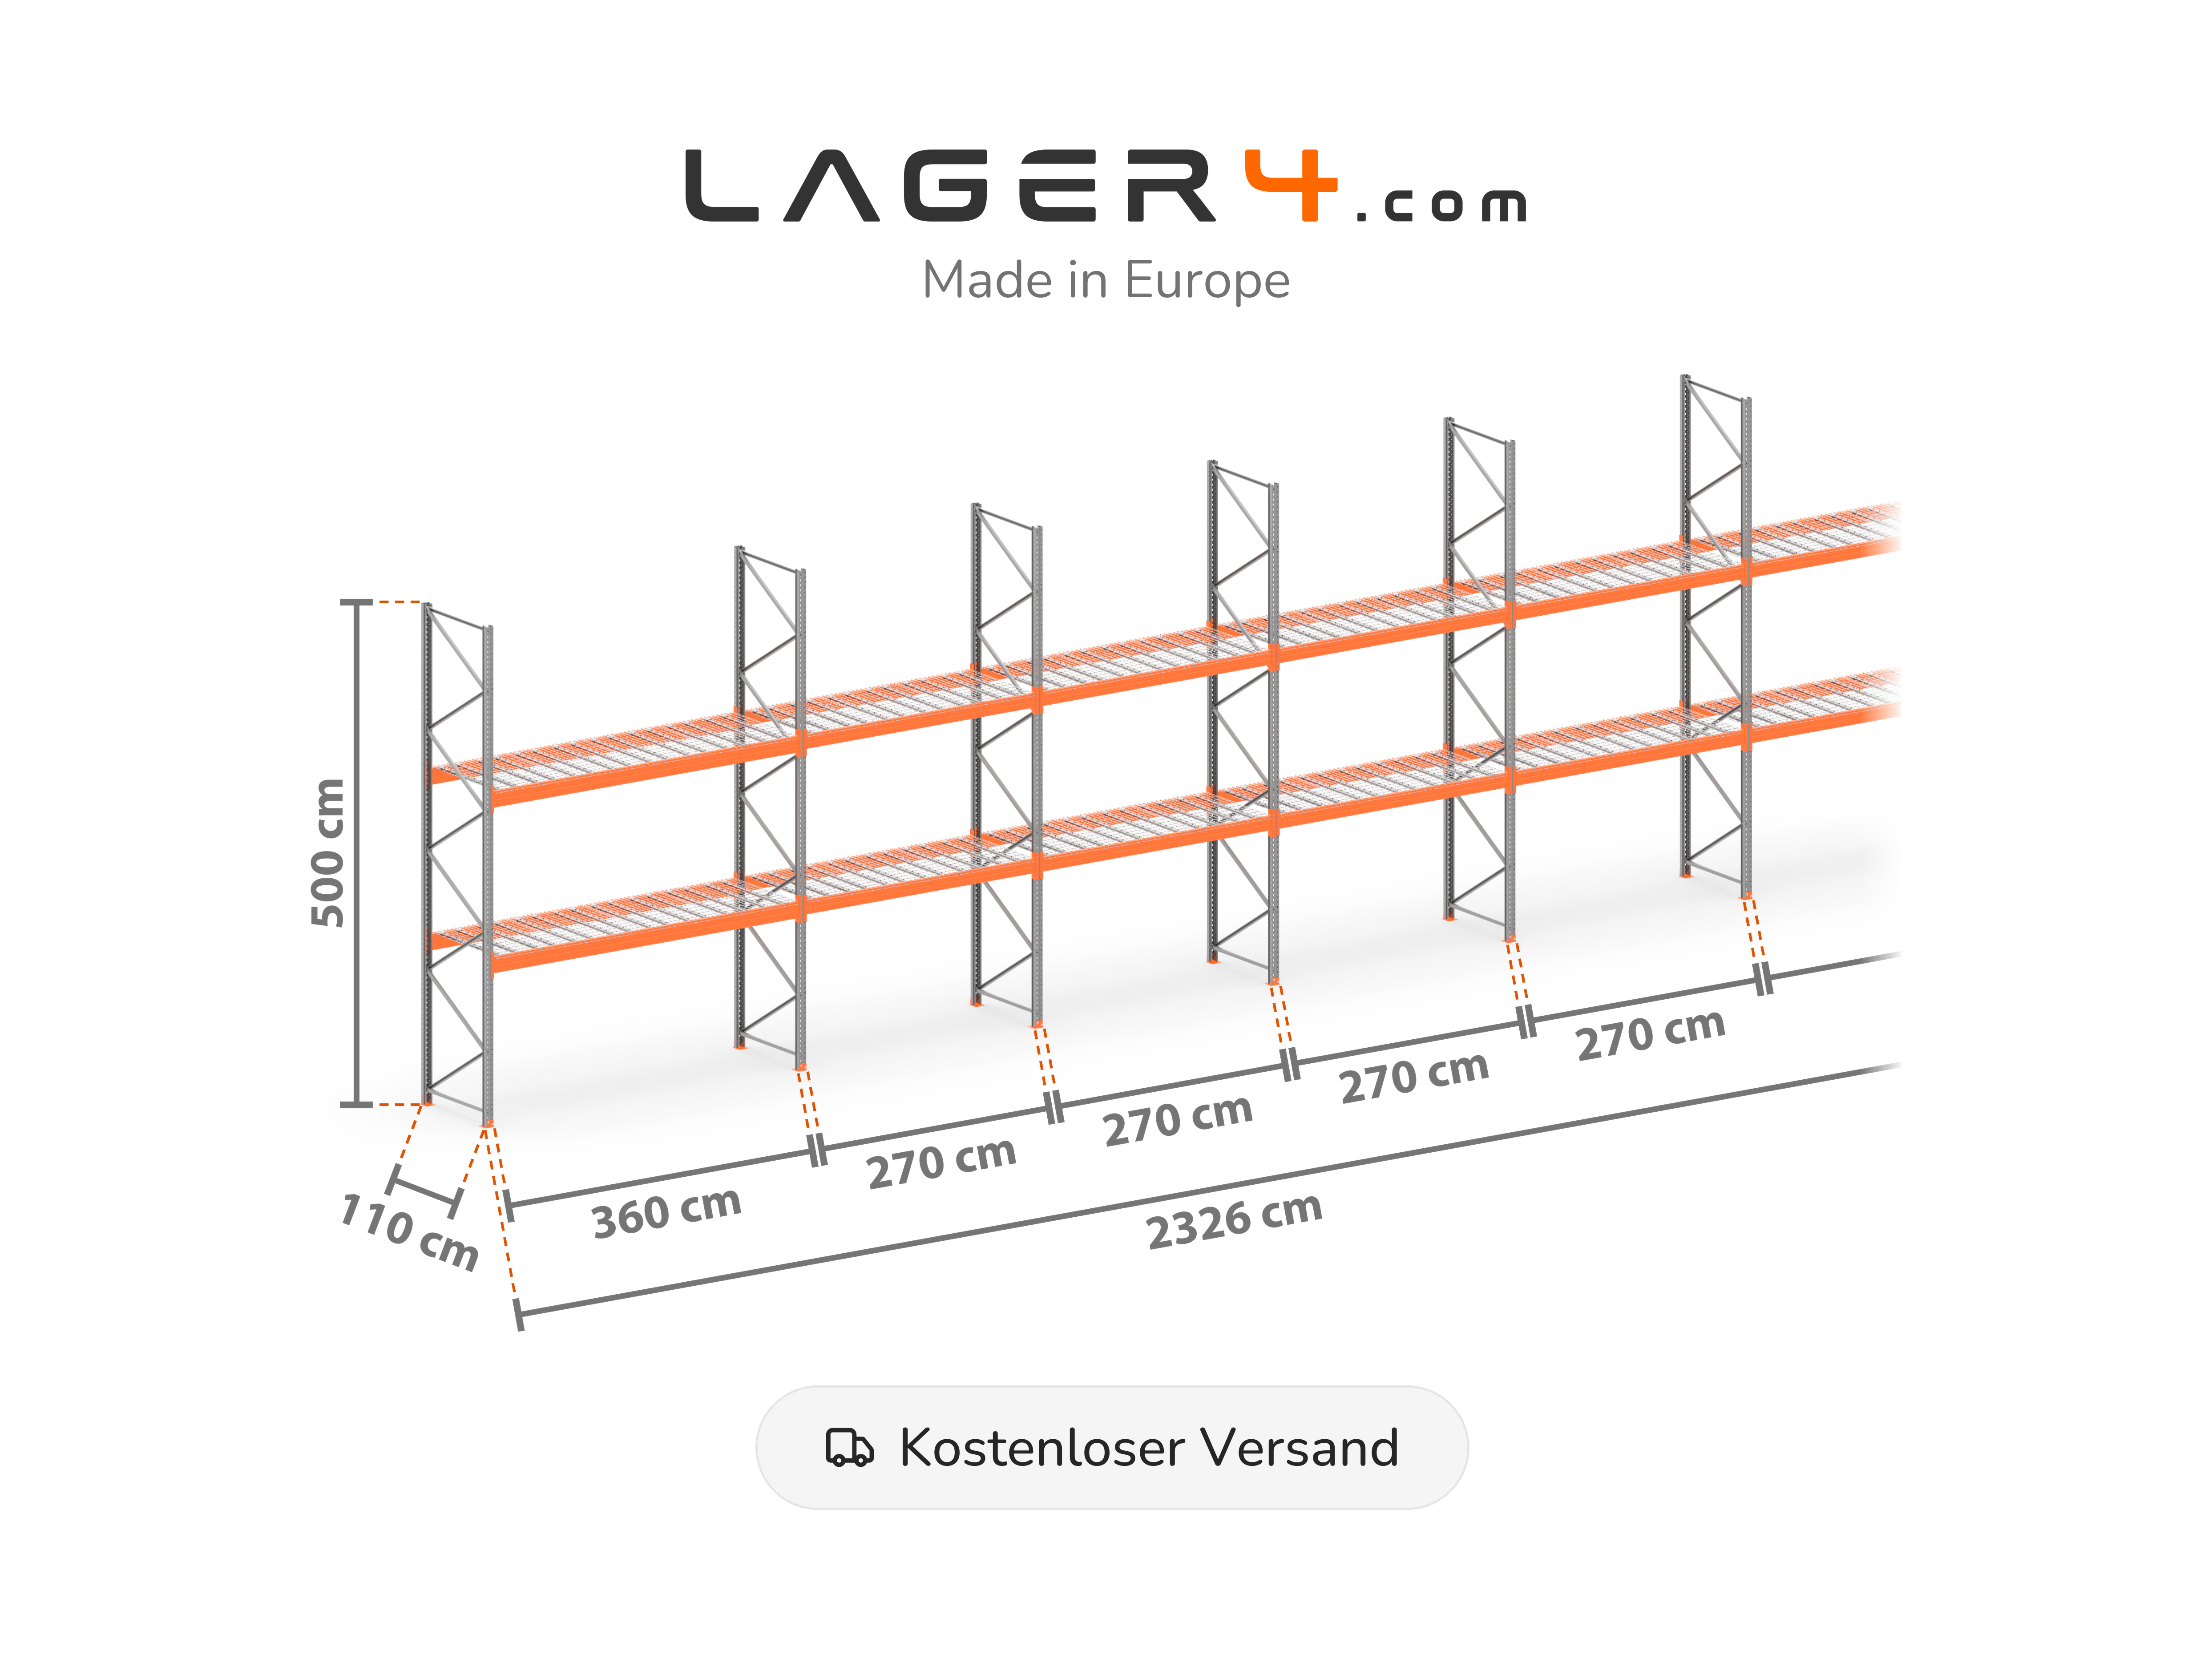 LAGER4.com
Made in Europe
500 cm
110 cm
360 cm
270 cm
270 cm
270 cm
270 cm
2326 cm
Kostenloser Versand